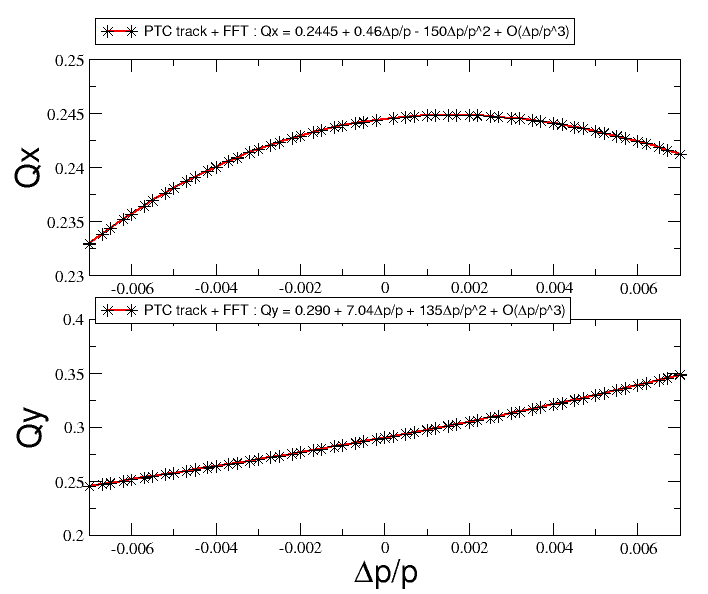 PTC track + FFT : Qx = 0.2445 + 0.46Δp/p - 150Δp/p^2 + O(Δp/p^3)
0.25
0.245
0.24
0.235
0.23
Qx
-0.006 -0.004 -0.002 0 0.002 0.004 0.006
PTC track + FFT : Qy = 0.290 + 7.04Δp/p + 135Δp/p^2 + O(Δp/p^3)
0.4
0.35
0.3
0.25
0.2
Qy
-0.006 -0.004 -0.002 0 0.002 0.004 0.006
Δp/p